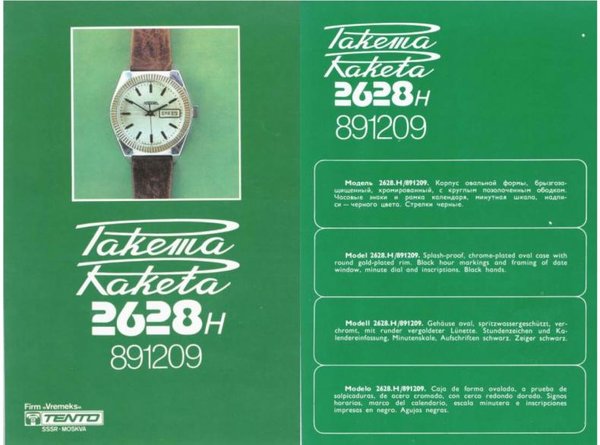 Ракета
Raketa
2628H
891209
Firm «Vremeks»
TENTO
SSSR - MOSKVA
Ракета
Raketa
2628H
891209
Модель 2628.Н/891209. Корпус овальной формы, брызгоза-
щищенный, хромированный, с круглым позолоченным ободком.
Часовые знаки и рамка календаря, минутная шкала, надпи-
си — черного цвета. Стрелки черные.
Model 2628.H/891209. Splash-proof, chrome-plated oval case with
round gold-plated rim. Black hour markings and framing of date
window, minute dial and inscriptions. Black hands.
Modell 2628.H/891209. Gehäuse oval, spritzwassergeschützt, ver-
chromt, mit runder vergoldeter Lünette. Stundenzeichen und Ka-
lendereinfassung, Minutenskale, Aufschriften schwarz. Zeiger schwarz.
Modelo 2628.H/891209. Caja de forma ovalada, a prueba de
salpicaduras, de acero cromado, con cerco redondo dorado. Signos
horarios, marco del calendario, escala minutera e inscripciones
impresas en negro. Agujas negras.